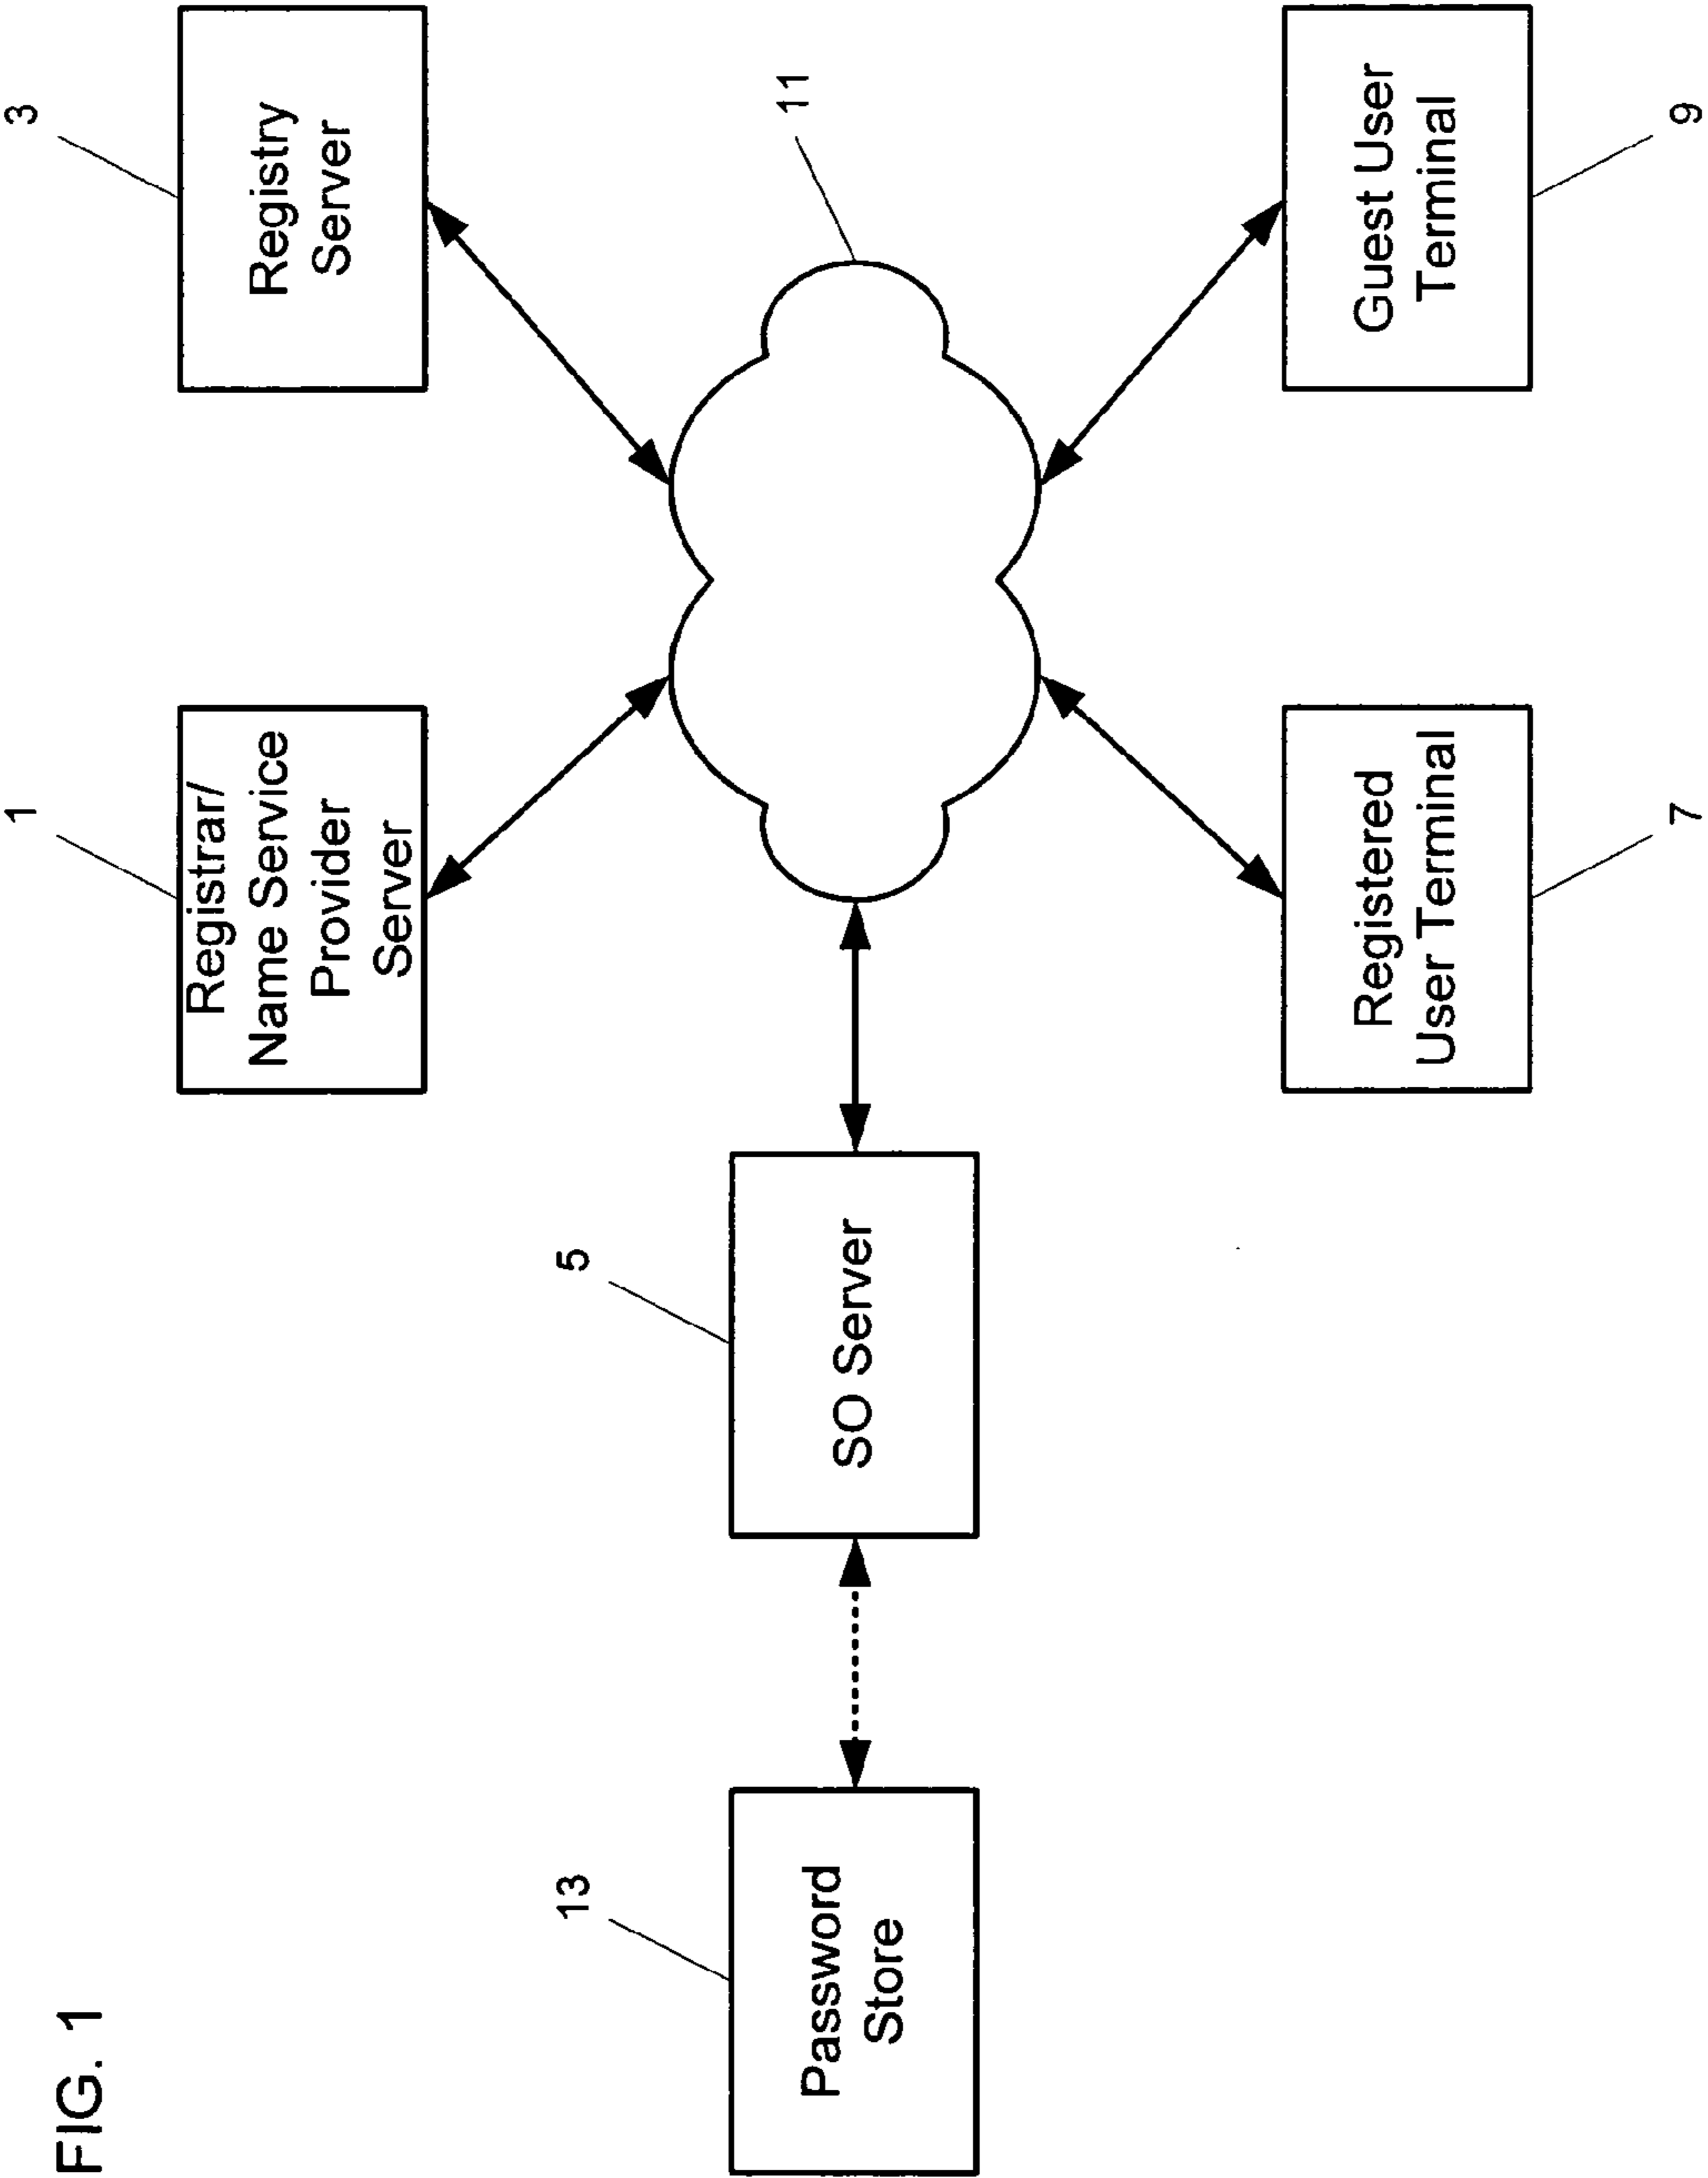 FIG. 1
1
Registrar/
Name Service
Provider
Server
3
Registry
Server
11
5
SO Server
13
Password
Store
Registered
User Terminal
7
Guest User
Terminal
9